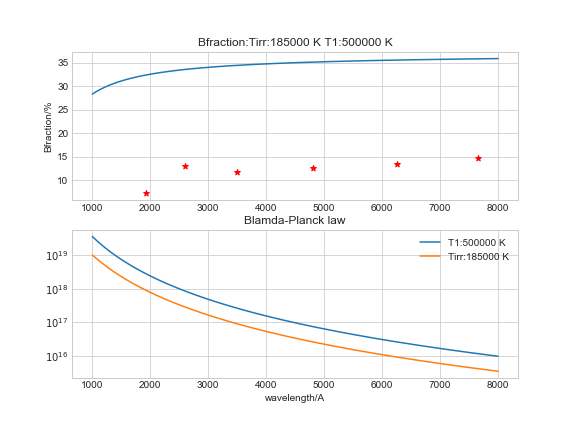 Bfraction:Tirr:185000 K T1:500000 K
Bfraction/%
35
30
25
20
15
10
1000 2000 3000 4000 5000 6000 7000 8000
Blamda-Planck law
T1:500000 K
Tirr:185000 K
10¹⁹
10¹⁸
10¹⁷
10¹⁶
1000 2000 3000 4000 5000 6000 7000 8000
wavelength/A